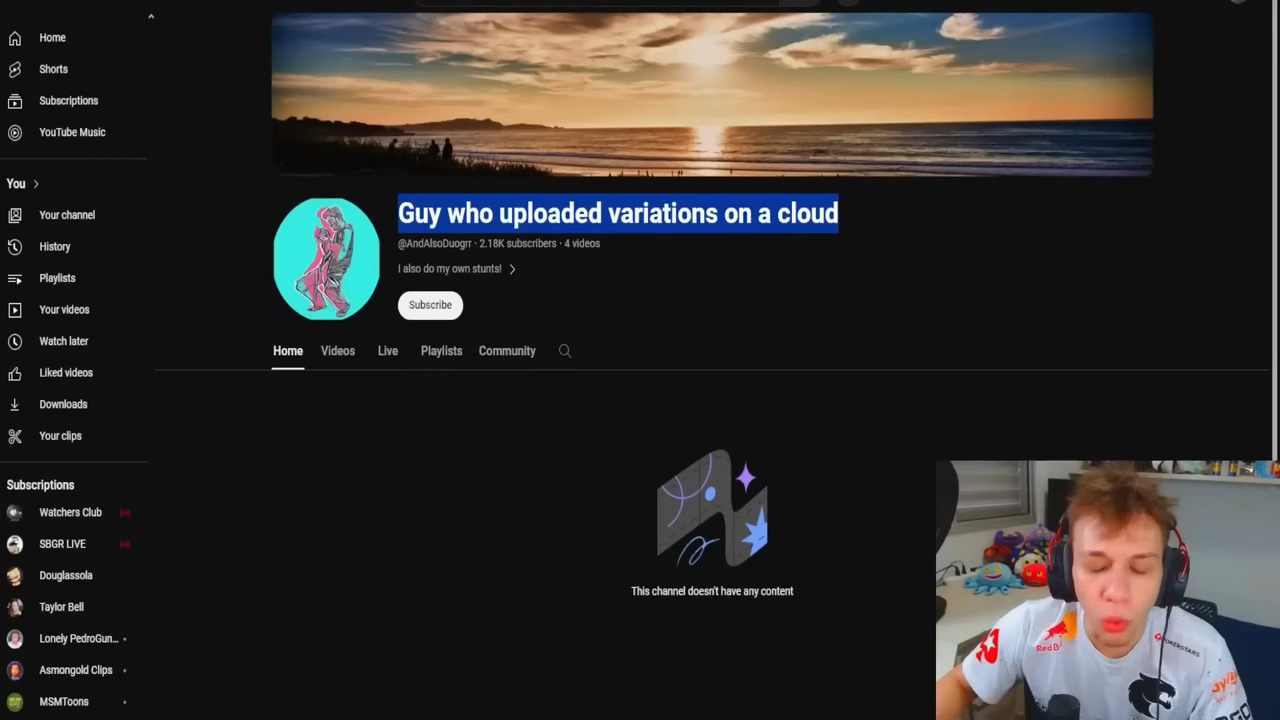 Home
Shorts
Subscriptions
YouTube Music
You
Your channel
History
Playlists
Your videos
Watch later
Liked videos
Downloads
Your clips
Subscriptions
Watchers Club
SBGR LIVE
Douglassola
Taylor Bell
Lonely PedroGun...
Asmongold Clips
MSMToons
Guy who uploaded variations on a cloud
@AndAlsoDuogrr · 2.18K subscribers · 4 videos
I also do my own stunts!
Subscribe
Home Videos Live Playlists Community
This channel doesn't have any content
Red B
POKERSTARS